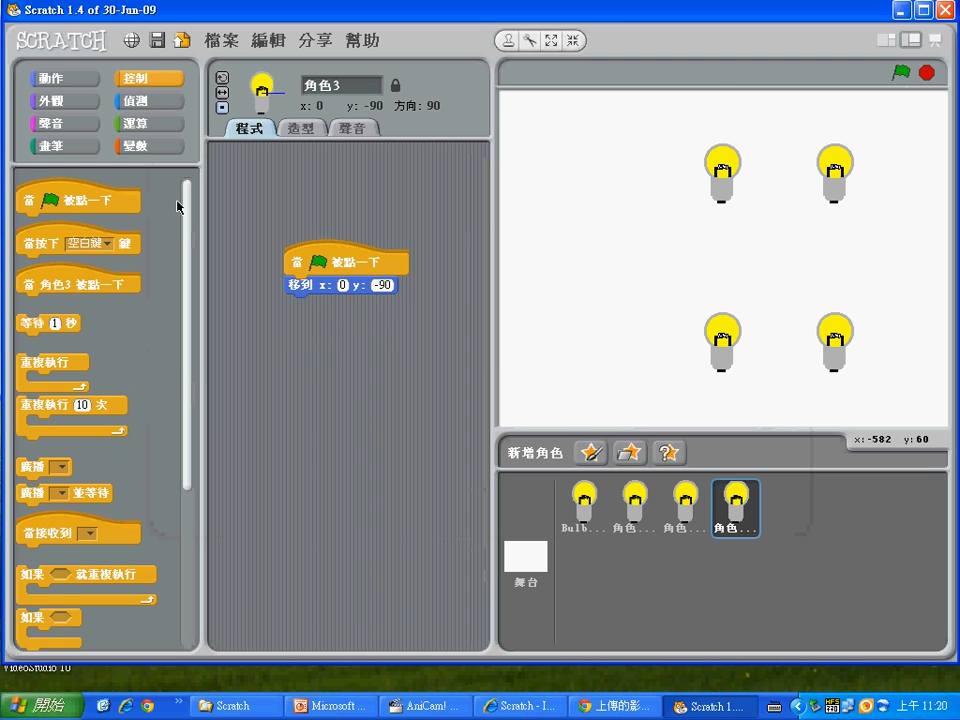 Scratch 1.4 of 30-Jun-09
SCRATCH
檔案 編輯 分享 幫助
動作 控制
外觀 偵測
聲音 運算
畫筆 變數
角色3
x: 0 y: -90 方向: 90
程式 造型 聲音
當 被點一下
當按下 空白鍵 鍵
當 角色3 被點一下
等待 1 秒
重複執行
重複執行 10 次
廣播
廣播 並等待
當接收到
如果 就重複執行
如果
當 被點一下
移到 x: 0 y: -90
x: -582 y: 60
新增角色
Bulb... 角色... 角色... 角色...
舞台
VideoStudio 10
開始
Scratch
Microsoft ...
AniCam! ...
Scratch - I...
上傳的影...
Scratch 1....
上午 11:20